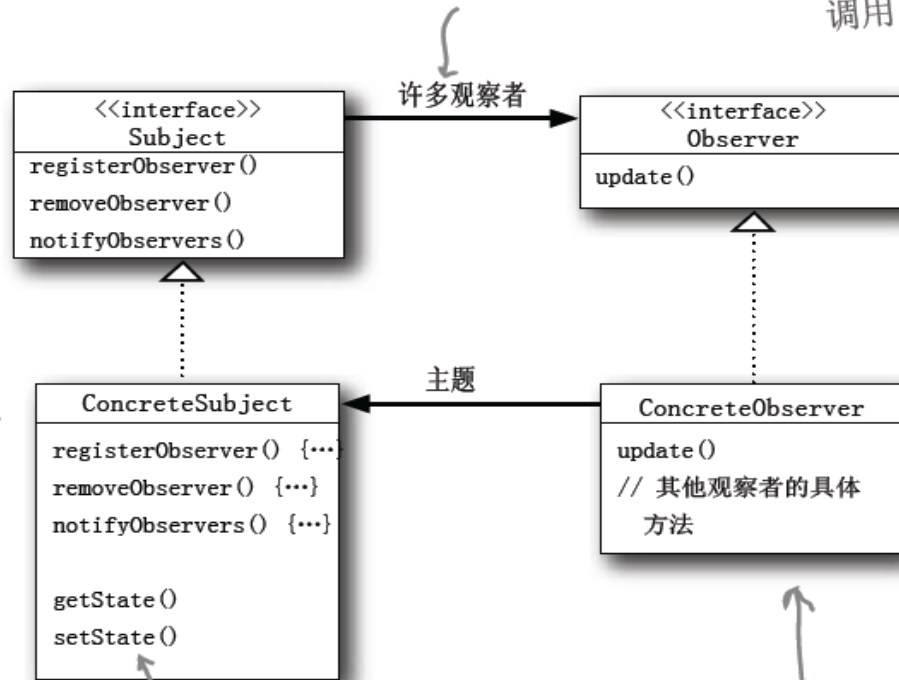 调用
许多观察者
<<interface>>
Subject
registerObserver()
removeObserver()
notifyObservers()
<<interface>>
Observer
update()
主题
ConcreteSubject
registerObserver() {…}
removeObserver() {…}
notifyObservers() {…}
getState()
setState()
ConcreteObserver
update()
// 其他观察者的具体
方法